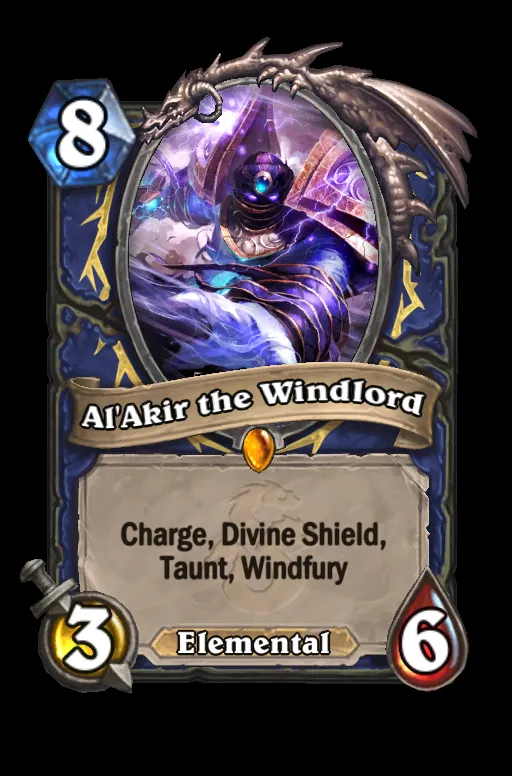 8
Al'Akir the Windlord
Charge, Divine Shield,
Taunt, Windfury
3
Elemental
6